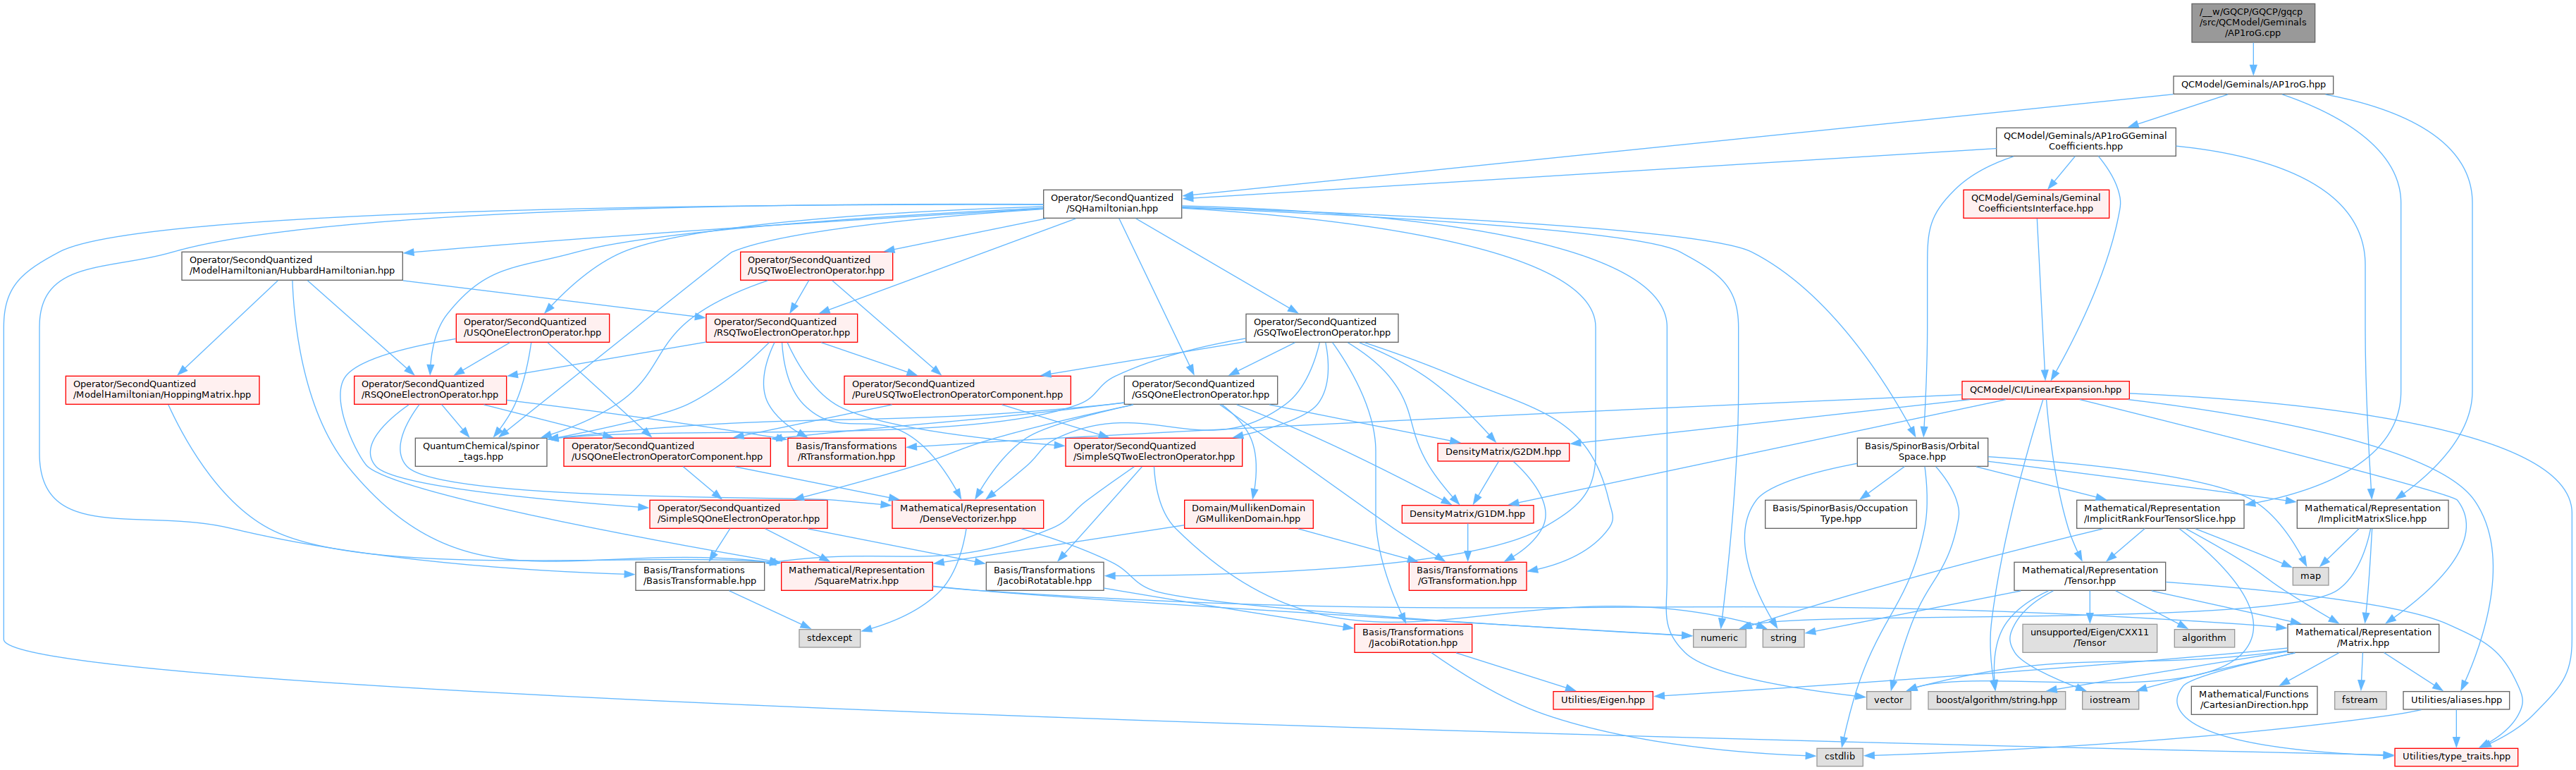 /__w/GQCP/GQCP/gqcp
/src/QCModel/Geminals
/AP1roG.cpp
QCModel/Geminals/AP1roG.hpp
QCModel/Geminals/AP1roGGeminal
Coefficients.hpp
Operator/SecondQuantized
/SQHamiltonian.hpp
QCModel/Geminals/Geminal
CoefficientsInterface.hpp
Operator/SecondQuantized
/ModelHamiltonian/HubbardHamiltonian.hpp
Operator/SecondQuantized
/USQTwoElectronOperator.hpp
Operator/SecondQuantized
/USQOneElectronOperator.hpp
Operator/SecondQuantized
/RSQTwoElectronOperator.hpp
Operator/SecondQuantized
/GSQTwoElectronOperator.hpp
Operator/SecondQuantized
/ModelHamiltonian/HoppingMatrix.hpp
Operator/SecondQuantized
/RSQOneElectronOperator.hpp
Operator/SecondQuantized
/PureUSQTwoElectronOperatorComponent.hpp
Operator/SecondQuantized
/GSQOneElectronOperator.hpp
QCModel/CI/LinearExpansion.hpp
QuantumChemical/spinor
_tags.hpp
Operator/SecondQuantized
/USQOneElectronOperatorComponent.hpp
Basis/Transformations
/RTransformation.hpp
Operator/SecondQuantized
/SimpleSQTwoElectronOperator.hpp
DensityMatrix/G2DM.hpp
Basis/SpinorBasis/Orbital
Space.hpp
Operator/SecondQuantized
/SimpleSQOneElectronOperator.hpp
Mathematical/Representation
/DenseVectorizer.hpp
Domain/MullikenDomain
/GMullikenDomain.hpp
DensityMatrix/G1DM.hpp
Basis/SpinorBasis/Occupation
Type.hpp
Mathematical/Representation
/ImplicitRankFourTensorSlice.hpp
Mathematical/Representation
/ImplicitMatrixSlice.hpp
Basis/Transformations
/BasisTransformable.hpp
Mathematical/Representation
/SquareMatrix.hpp
Basis/Transformations
/JacobiRotatable.hpp
Basis/Transformations
/GTransformation.hpp
Mathematical/Representation
/Tensor.hpp
map
stdexcept
Basis/Transformations
/JacobiRotation.hpp
numeric
string
unsupported/Eigen/CXX11
/Tensor
algorithm
Mathematical/Representation
/Matrix.hpp
Utilities/Eigen.hpp
vector
boost/algorithm/string.hpp
iostream
Mathematical/Functions
/CartesianDirection.hpp
fstream
Utilities/aliases.hpp
cstdlib
Utilities/type_traits.hpp